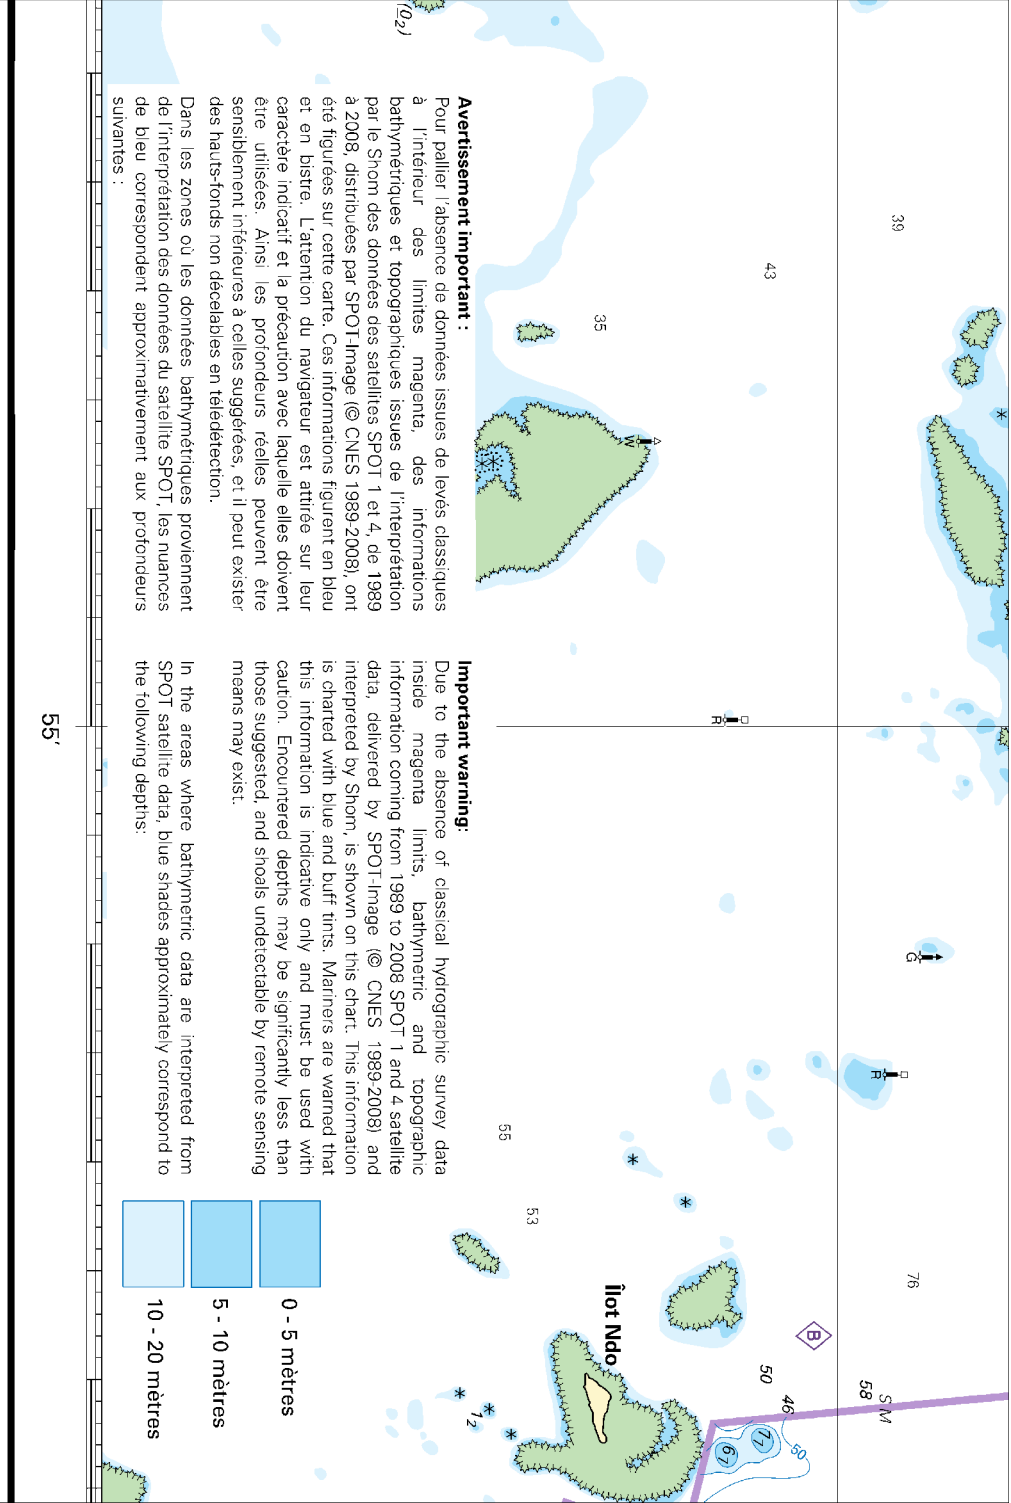 (0₂)
39
43
35
W
R
G
R
55
53
76
B
Îlot Ndo
50
46
58
S M
50
7₇
6₇
1₂
Avertissement important :
Pour pallier l'absence de données issues de levés classiques
à l'intérieur des limites magenta, des informations
bathymétriques et topographiques issues de l'interprétation
par le Shom des données des satellites SPOT 1 et 4, de 1989
à 2008, distribuées par SPOT-Image (© CNES 1989-2008), ont
été figurées sur cette carte. Ces informations figurent en bleu
et en bistre. L'attention du navigateur est attirée sur leur
caractère indicatif et la précaution avec laquelle elles doivent
être utilisées. Ainsi les profondeurs réelles peuvent être
sensiblement inférieures à celles suggérées, et il peut exister
des hauts-fonds non décelables en télédétection.
Dans les zones où les données bathymétriques proviennent
de l'interprétation des données du satellite SPOT, les nuances
de bleu correspondent approximativement aux profondeurs
suivantes :
Important warning:
Due to the absence of classical hydrographic survey data
inside magenta limits, bathymetric and topographic
information coming from 1989 to 2008 SPOT 1 and 4 satellite
data, delivered by SPOT-Image (© CNES 1989-2008) and
interpreted by Shom, is shown on this chart. This information
is charted with blue and buff tints. Mariners are warned that
this information is indicative only and must be used with
caution. Encountered depths may be significantly less than
those suggested, and shoals undetectable by remote sensing
means may exist.
In the areas where bathymetric data are interpreted from
SPOT satellite data, blue shades approximately correspond to
the following depths:
0 - 5 mètres
5 - 10 mètres
10 - 20 mètres
55'